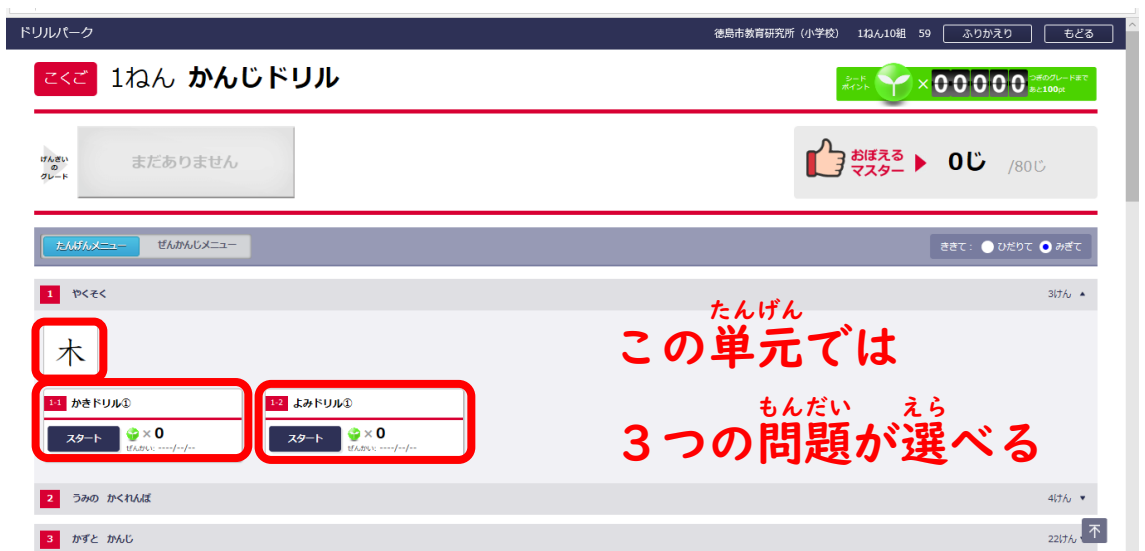 ドリルパーク
徳島市教育研究所（小学校） 1ねん10組 59 ふりかえり もどる
こくご 1ねん かんじドリル
シードポイント × 00000 つぎのグレードまで あと100pt
げんざいのグレード まだありません
おぼえるマスター ▶ 0じ /80じ
たんげんメニュー ぜんかんじメニュー
ききて： ひだりて みぎて
1 やくそく 3けん ▲
木
1-1 かきドリル①
スタート × 0
ぜんかい: ----/--/--
1-2 よみドリル①
スタート × 0
ぜんかい: ----/--/--
たんげん
この単元では
もんだい えら
３つの問題が選べる
2 うみの かくれんぼ 4けん ▼
3 かずと かんじ 22けん